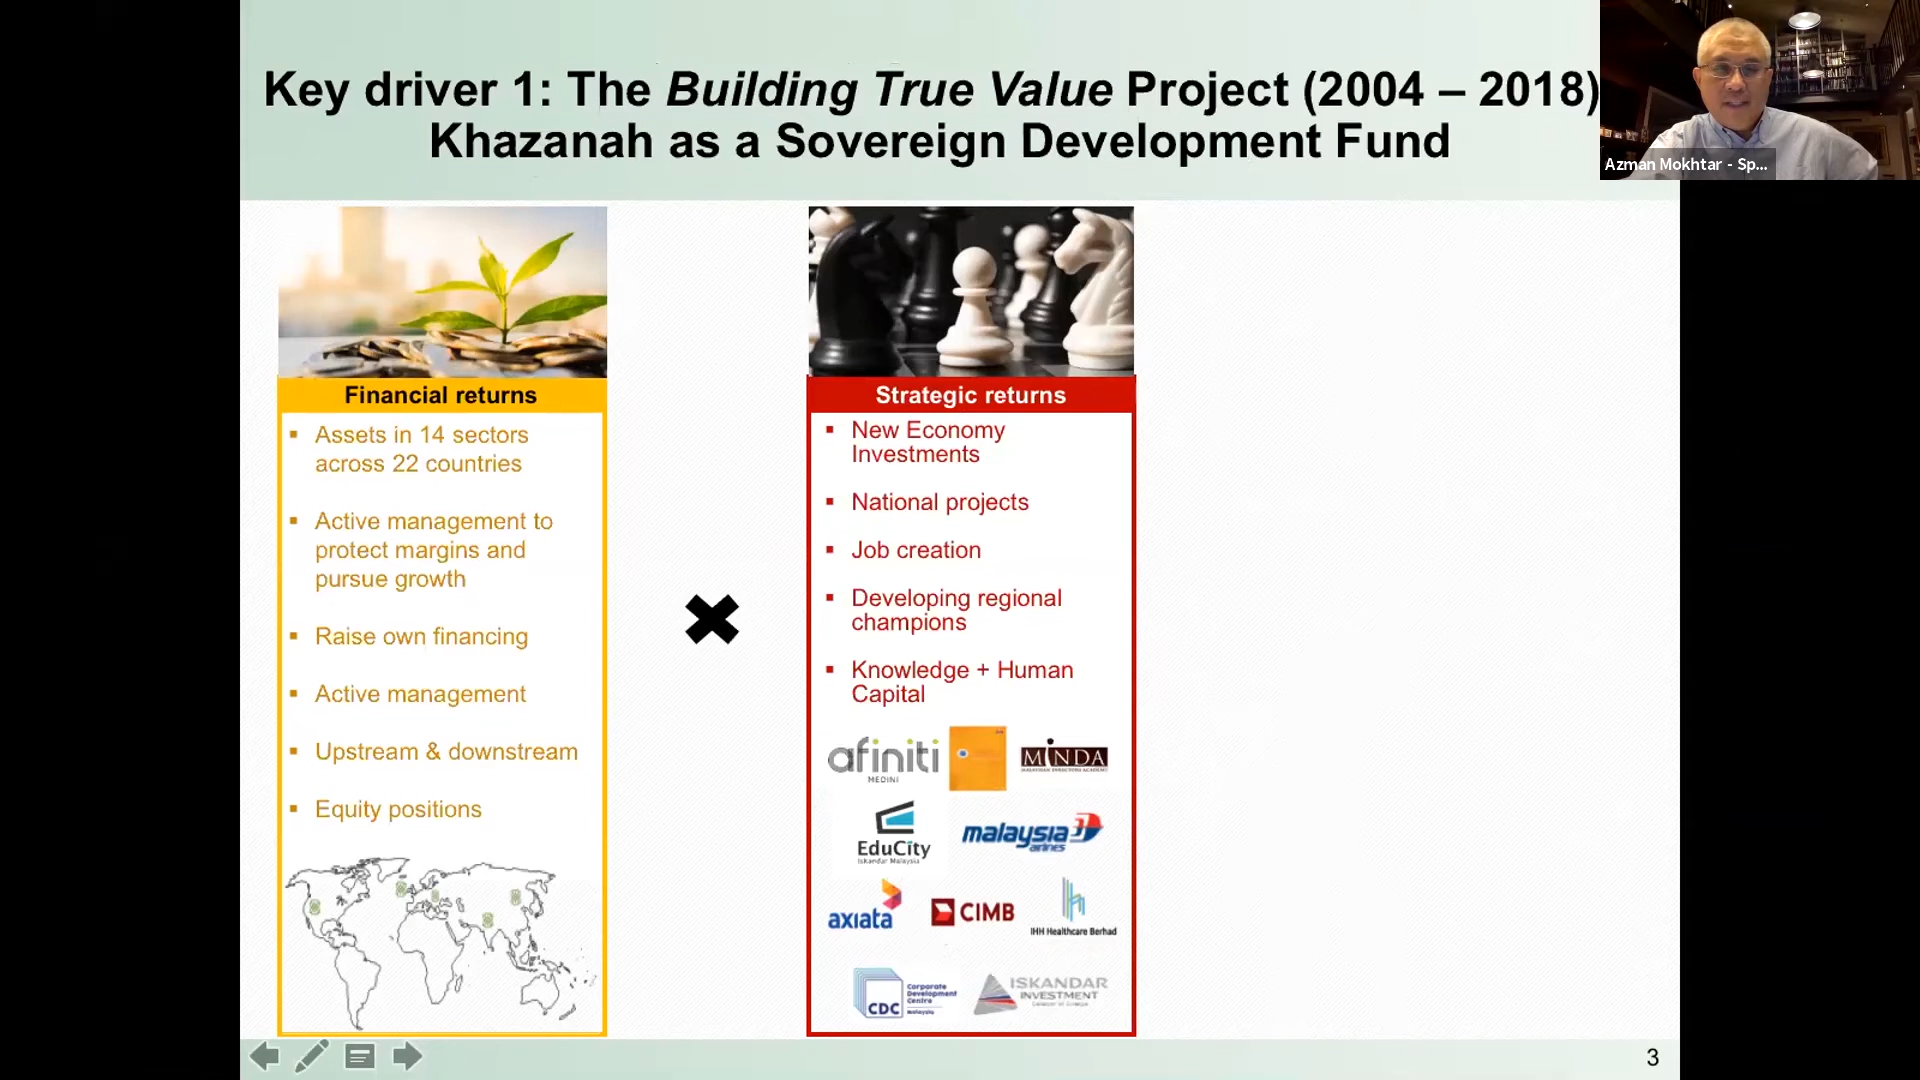 Key driver 1: The Building True Value Project (2004 – 2018)
Khazanah as a Sovereign Development Fund
Azman Mokhtar - Sp...
Financial returns
▪ Assets in 14 sectors
across 22 countries
▪ Active management to
protect margins and
pursue growth
▪ Raise own financing
▪ Active management
▪ Upstream & downstream
▪ Equity positions
Strategic returns
▪ New Economy
Investments
▪ National projects
▪ Job creation
▪ Developing regional
champions
▪ Knowledge + Human
Capital
afiniti
MEDINI
MINDA
MALAYSIAN DIRECTORS ACADEMY
EduCity
Iskandar Malaysia
malaysia
airlines
axiata
CIMB
IHH Healthcare Berhad
CDC
Corporate
Development
Centre
Malaysia
ISKANDAR
INVESTMENT
3